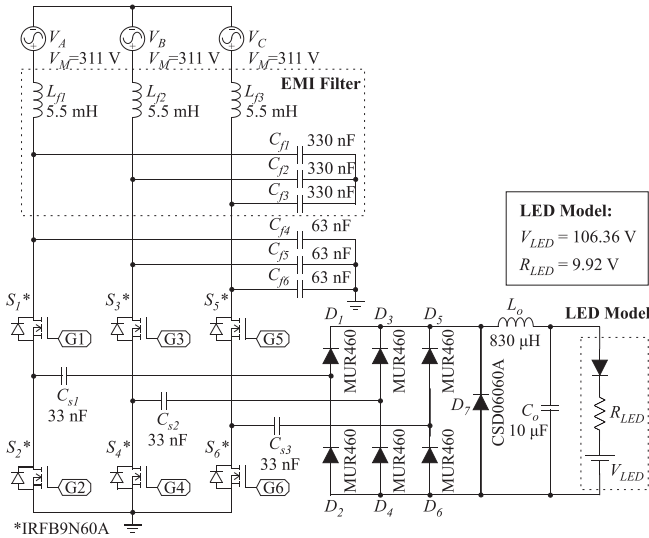 V_A V_B V_C
V_M=311 V V_M=311 V V_M=311 V
EMI Filter
L_f1 L_f2 L_f3
5.5 mH 5.5 mH 5.5 mH
C_f1 330 nF
C_f2 330 nF
C_f3 330 nF
C_f4 63 nF
C_f5 63 nF
C_f6 63 nF
LED Model:
V_LED = 106.36 V
R_LED = 9.92 V
S_1* S_3* S_5*
G1 G3 G5
D_1 D_3 D_5
L_o
830 µH
LED Model
MUR460 MUR460 MUR460
C_s1
33 nF
C_s2
33 nF
C_s3
33 nF
D_7
CSD06060A
C_o
10 µF
R_LED
V_LED
S_2* S_4* S_6*
G2 G4 G6
MUR460 MUR460 MUR460
D_2 D_4 D_6
*IRFB9N60A